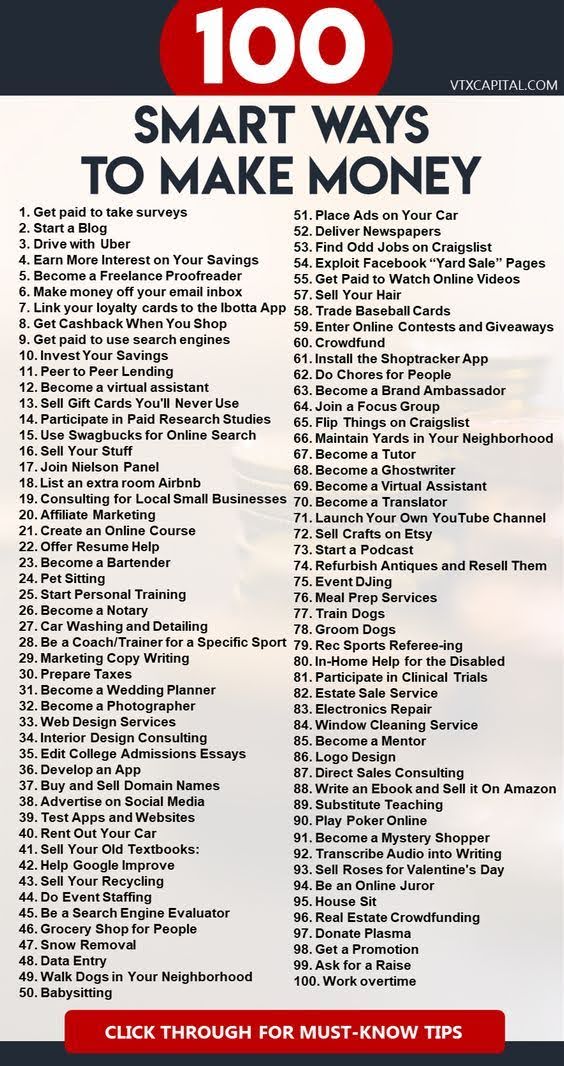 100
VTXCAPITAL.COM
SMART WAYS
TO MAKE MONEY
1. Get paid to take surveys
2. Start a Blog
3. Drive with Uber
4. Earn More Interest on Your Savings
5. Become a Freelance Proofreader
6. Make money off your email inbox
7. Link your loyalty cards to the Ibotta App
8. Get Cashback When You Shop
9. Get paid to use search engines
10. Invest Your Savings
11. Peer to Peer Lending
12. Become a virtual assistant
13. Sell Gift Cards You'll Never Use
14. Participate in Paid Research Studies
15. Use Swagbucks for Online Search
16. Sell Your Stuff
17. Join Nielson Panel
18. List an extra room Airbnb
19. Consulting for Local Small Businesses
20. Affiliate Marketing
21. Create an Online Course
22. Offer Resume Help
23. Become a Bartender
24. Pet Sitting
25. Start Personal Training
26. Become a Notary
27. Car Washing and Detailing
28. Be a Coach/Trainer for a Specific Sport
29. Marketing Copy Writing
30. Prepare Taxes
31. Become a Wedding Planner
32. Become a Photographer
33. Web Design Services
34. Interior Design Consulting
35. Edit College Admissions Essays
36. Develop an App
37. Buy and Sell Domain Names
38. Advertise on Social Media
39. Test Apps and Websites
40. Rent Out Your Car
41. Sell Your Old Textbooks:
42. Help Google Improve
43. Sell Your Recycling
44. Do Event Staffing
45. Be a Search Engine Evaluator
46. Grocery Shop for People
47. Snow Removal
48. Data Entry
49. Walk Dogs in Your Neighborhood
50. Babysitting
51. Place Ads on Your Car
52. Deliver Newspapers
53. Find Odd Jobs on Craigslist
54. Exploit Facebook “Yard Sale” Pages
55. Get Paid to Watch Online Videos
57. Sell Your Hair
58. Trade Baseball Cards
59. Enter Online Contests and Giveaways
60. Crowdfund
61. Install the Shoptracker App
62. Do Chores for People
63. Become a Brand Ambassador
64. Join a Focus Group
65. Flip Things on Craigslist
66. Maintain Yards in Your Neighborhood
67. Become a Tutor
68. Become a Ghostwriter
69. Become a Virtual Assistant
70. Become a Translator
71. Launch Your Own YouTube Channel
72. Sell Crafts on Etsy
73. Start a Podcast
74. Refurbish Antiques and Resell Them
75. Event DJing
76. Meal Prep Services
77. Train Dogs
78. Groom Dogs
79. Rec Sports Referee-ing
80. In-Home Help for the Disabled
81. Participate in Clinical Trials
82. Estate Sale Service
83. Electronics Repair
84. Window Cleaning Service
85. Become a Mentor
86. Logo Design
87. Direct Sales Consulting
88. Write an Ebook and Sell it On Amazon
89. Substitute Teaching
90. Play Poker Online
91. Become a Mystery Shopper
92. Transcribe Audio into Writing
93. Sell Roses for Valentine's Day
94. Be an Online Juror
95. House Sit
96. Real Estate Crowdfunding
97. Donate Plasma
98. Get a Promotion
99. Ask for a Raise
100. Work overtime
CLICK THROUGH FOR MUST-KNOW TIPS